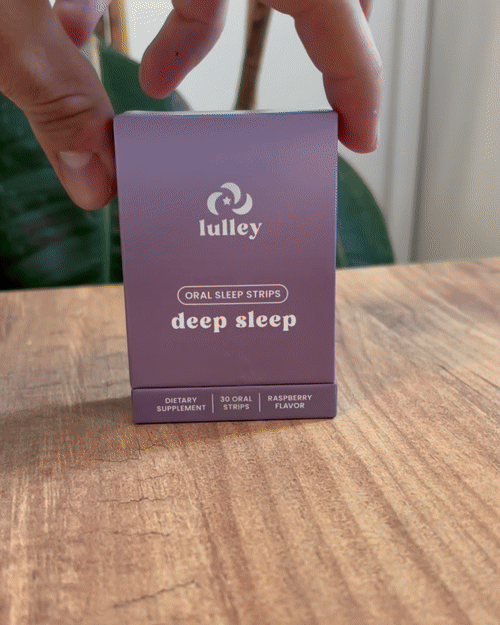 lulley
ORAL SLEEP STRIPS
deep sleep
DIETARY
SUPPLEMENT
30 ORAL
STRIPS
RASPBERRY
FLAVOR